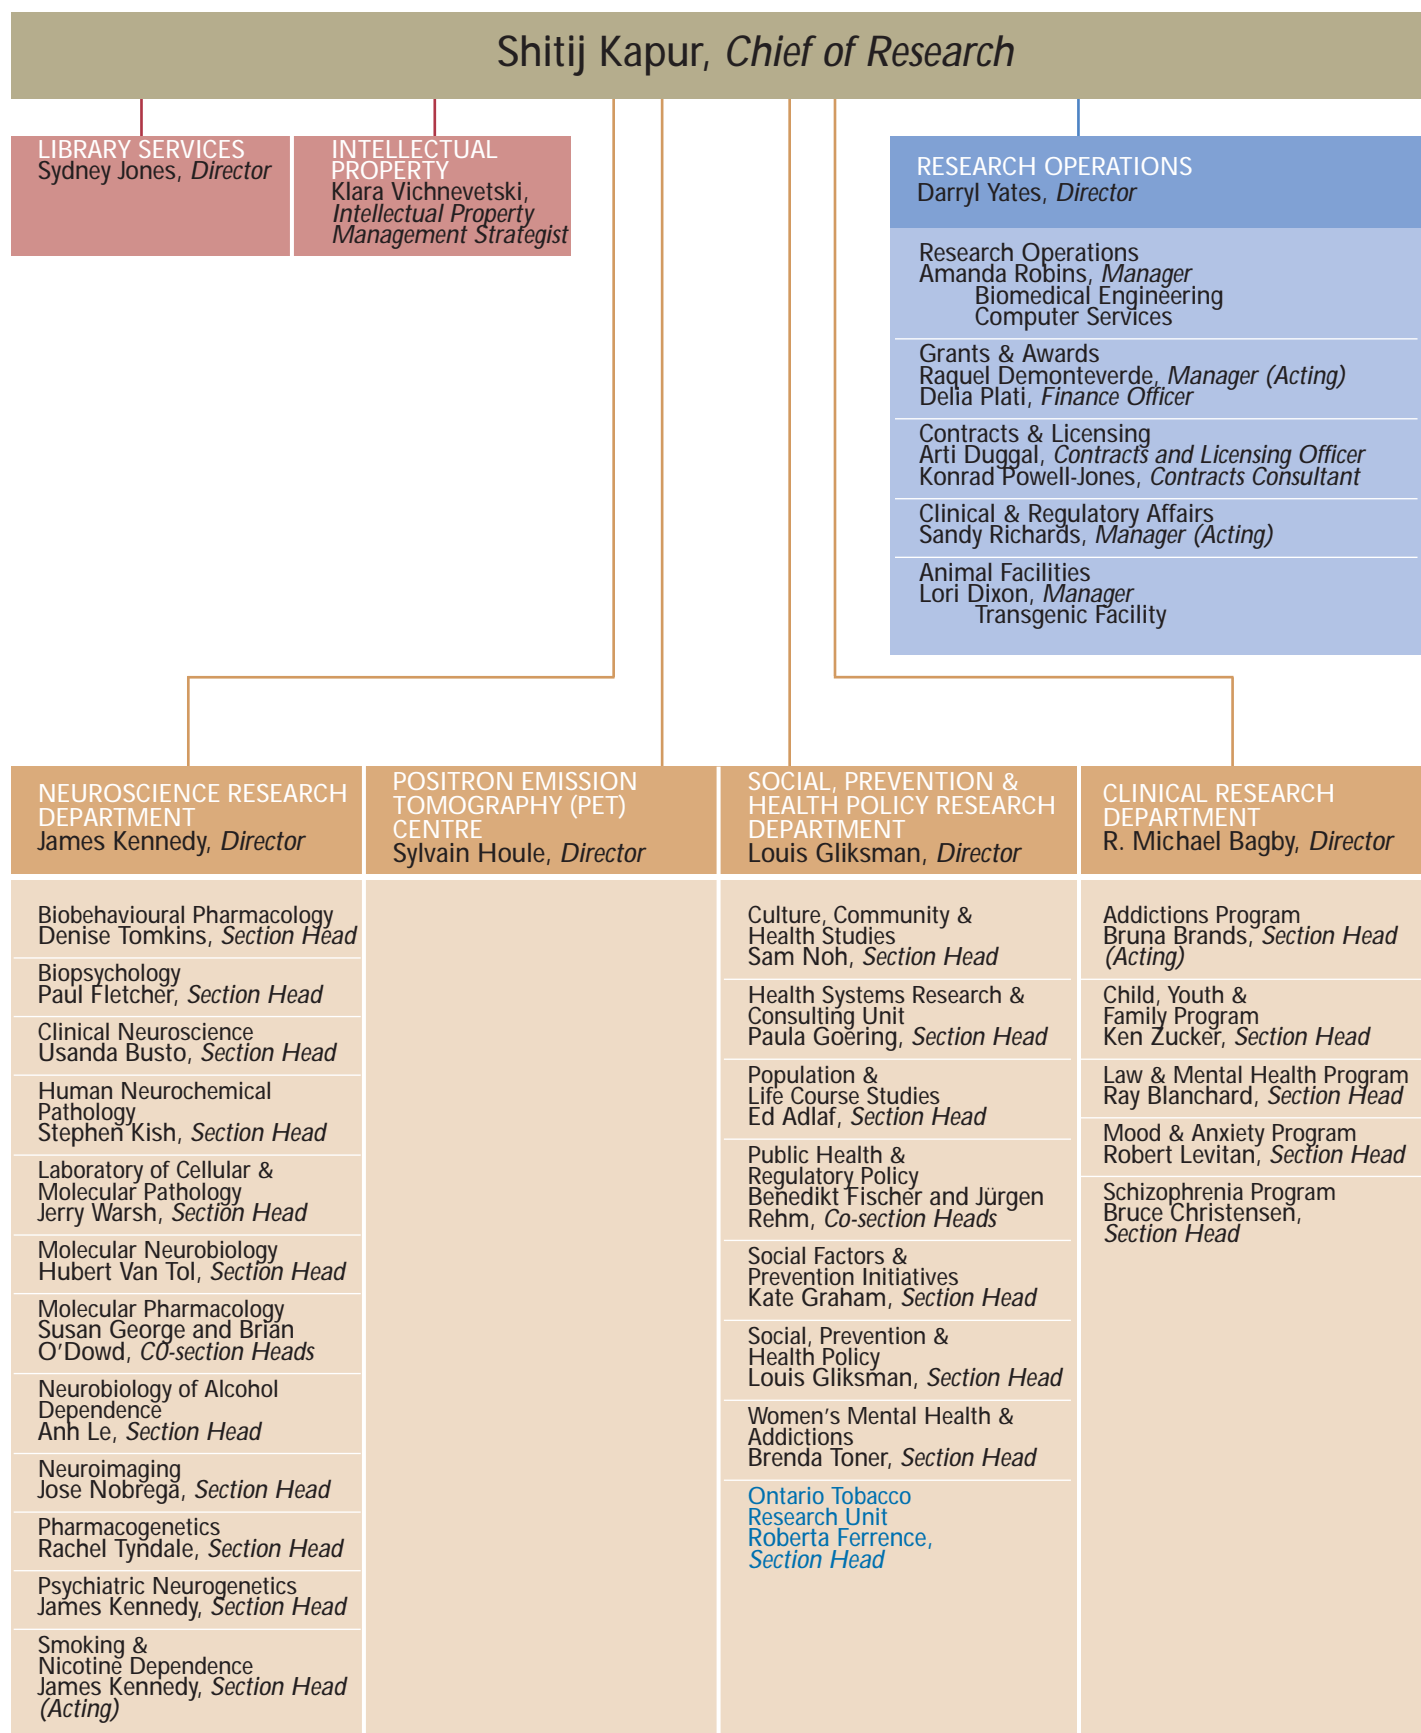 Shitij Kapur, Chief of Research
LIBRARY SERVICES
Sydney Jones, Director
INTELLECTUAL
PROPERTY
Klara Vichnevetski,
Intellectual Property
Management Strategist
RESEARCH OPERATIONS
Darryl Yates, Director
Research Operations
Amanda Robins, Manager
Biomedical Engineering
Computer Services
Grants & Awards
Raquel Demonteverde, Manager (Acting)
Delia Plati, Finance Officer
Contracts & Licensing
Arti Duggal, Contracts and Licensing Officer
Konrad Powell-Jones, Contracts Consultant
Clinical & Regulatory Affairs
Sandy Richards, Manager (Acting)
Animal Facilities
Lori Dixon, Manager
Transgenic Facility
NEUROSCIENCE RESEARCH
DEPARTMENT
James Kennedy, Director
Biobehavioural Pharmacology
Denise Tomkins, Section Head
Biopsychology
Paul Fletcher, Section Head
Clinical Neuroscience
Usanda Busto, Section Head
Human Neurochemical
Pathology
Stephen Kish, Section Head
Laboratory of Cellular &
Molecular Pathology
Jerry Warsh, Section Head
Molecular Neurobiology
Hubert Van Tol, Section Head
Molecular Pharmacology
Susan George and Brian
O'Dowd, C0-section Heads
Neurobiology of Alcohol
Dependence
Anh Le, Section Head
Neuroimaging
Jose Nobrega, Section Head
Pharmacogenetics
Rachel Tyndale, Section Head
Psychiatric Neurogenetics
James Kennedy, Section Head
Smoking &
Nicotine Dependence
James Kennedy, Section Head
(Acting)
POSITRON EMISSION
TOMOGRAPHY (PET)
CENTRE
Sylvain Houle, Director
SOCIAL, PREVENTION &
HEALTH POLICY RESEARCH
DEPARTMENT
Louis Gliksman, Director
Culture, Community &
Health Studies
Sam Noh, Section Head
Health Systems Research &
Consulting Unit
Paula Goering, Section Head
Population &
Life Course Studies
Ed Adlaf, Section Head
Public Health &
Regulatory Policy
Benedikt Fischer and Jürgen
Rehm, Co-section Heads
Social Factors &
Prevention Initiatives
Kate Graham, Section Head
Social, Prevention &
Health Policy
Louis Gliksman, Section Head
Women's Mental Health &
Addictions
Brenda Toner, Section Head
Ontario Tobacco
Research Unit
Roberta Ferrence,
Section Head
CLINICAL RESEARCH
DEPARTMENT
R. Michael Bagby, Director
Addictions Program
Bruna Brands, Section Head
(Acting)
Child, Youth &
Family Program
Ken Zucker, Section Head
Law & Mental Health Program
Ray Blanchard, Section Head
Mood & Anxiety Program
Robert Levitan, Section Head
Schizophrenia Program
Bruce Christensen,
Section Head